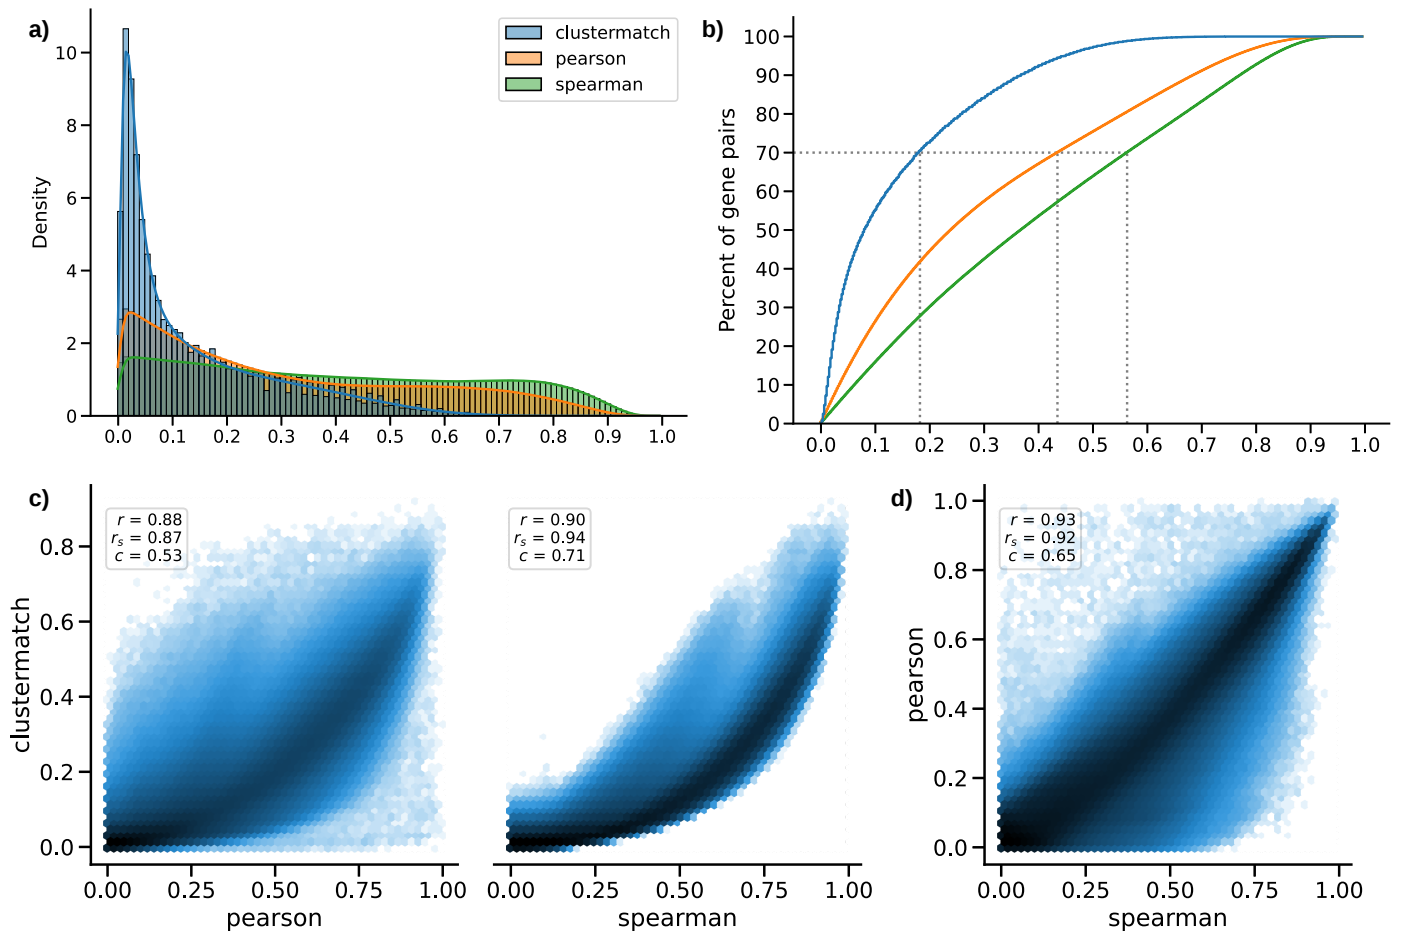 a)
clustermatch
pearson
spearman
Density
10
8
6
4
2
0
0.0 0.1 0.2 0.3 0.4 0.5 0.6 0.7 0.8 0.9 1.0
b)
Percent of gene pairs
100
90
80
70
60
50
40
30
20
10
0
0.0 0.1 0.2 0.3 0.4 0.5 0.6 0.7 0.8 0.9 1.0
c)
r = 0.88
rs = 0.87
c = 0.53
clustermatch
0.8
0.6
0.4
0.2
0.0
0.00 0.25 0.50 0.75 1.00
pearson
r = 0.90
rs = 0.94
c = 0.71
0.00 0.25 0.50 0.75 1.00
spearman
d)
r = 0.93
rs = 0.92
c = 0.65
pearson
1.0
0.8
0.6
0.4
0.2
0.0
0.00 0.25 0.50 0.75 1.00
spearman